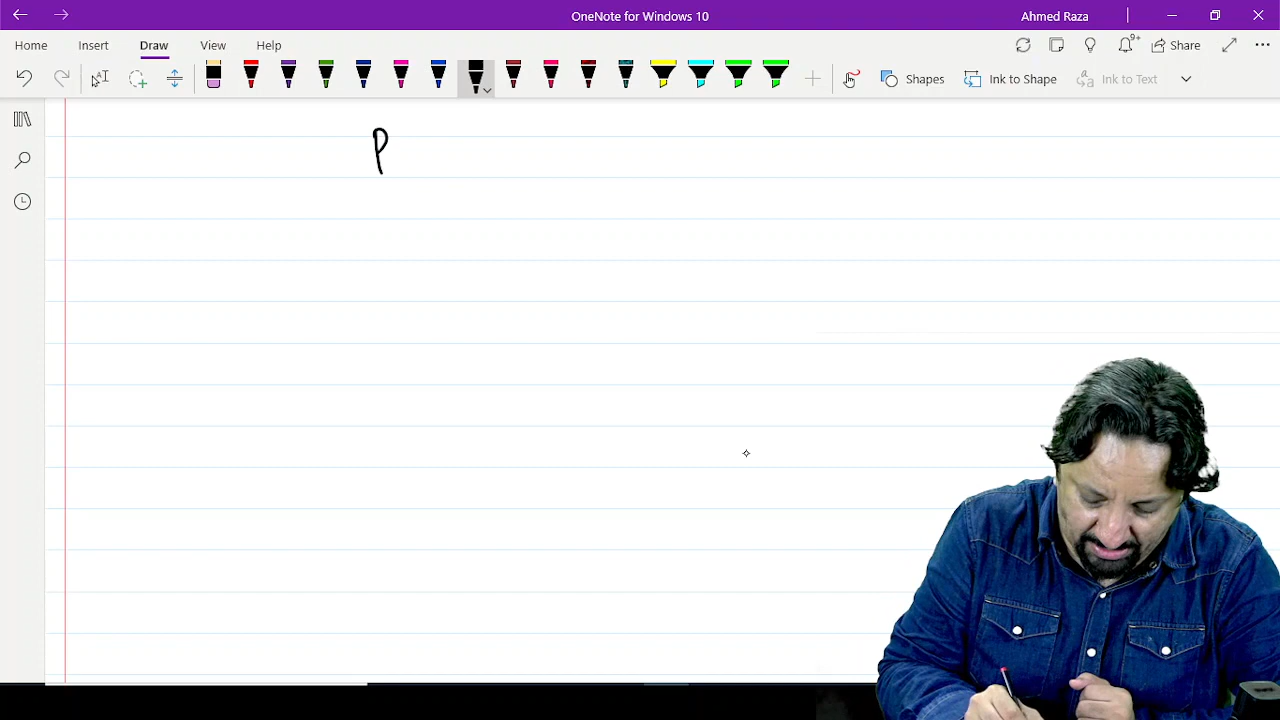 OneNote for Windows 10
Ahmed Raza
Home Insert Draw View Help
Share
Shapes Ink to Shape Ink to Text
P